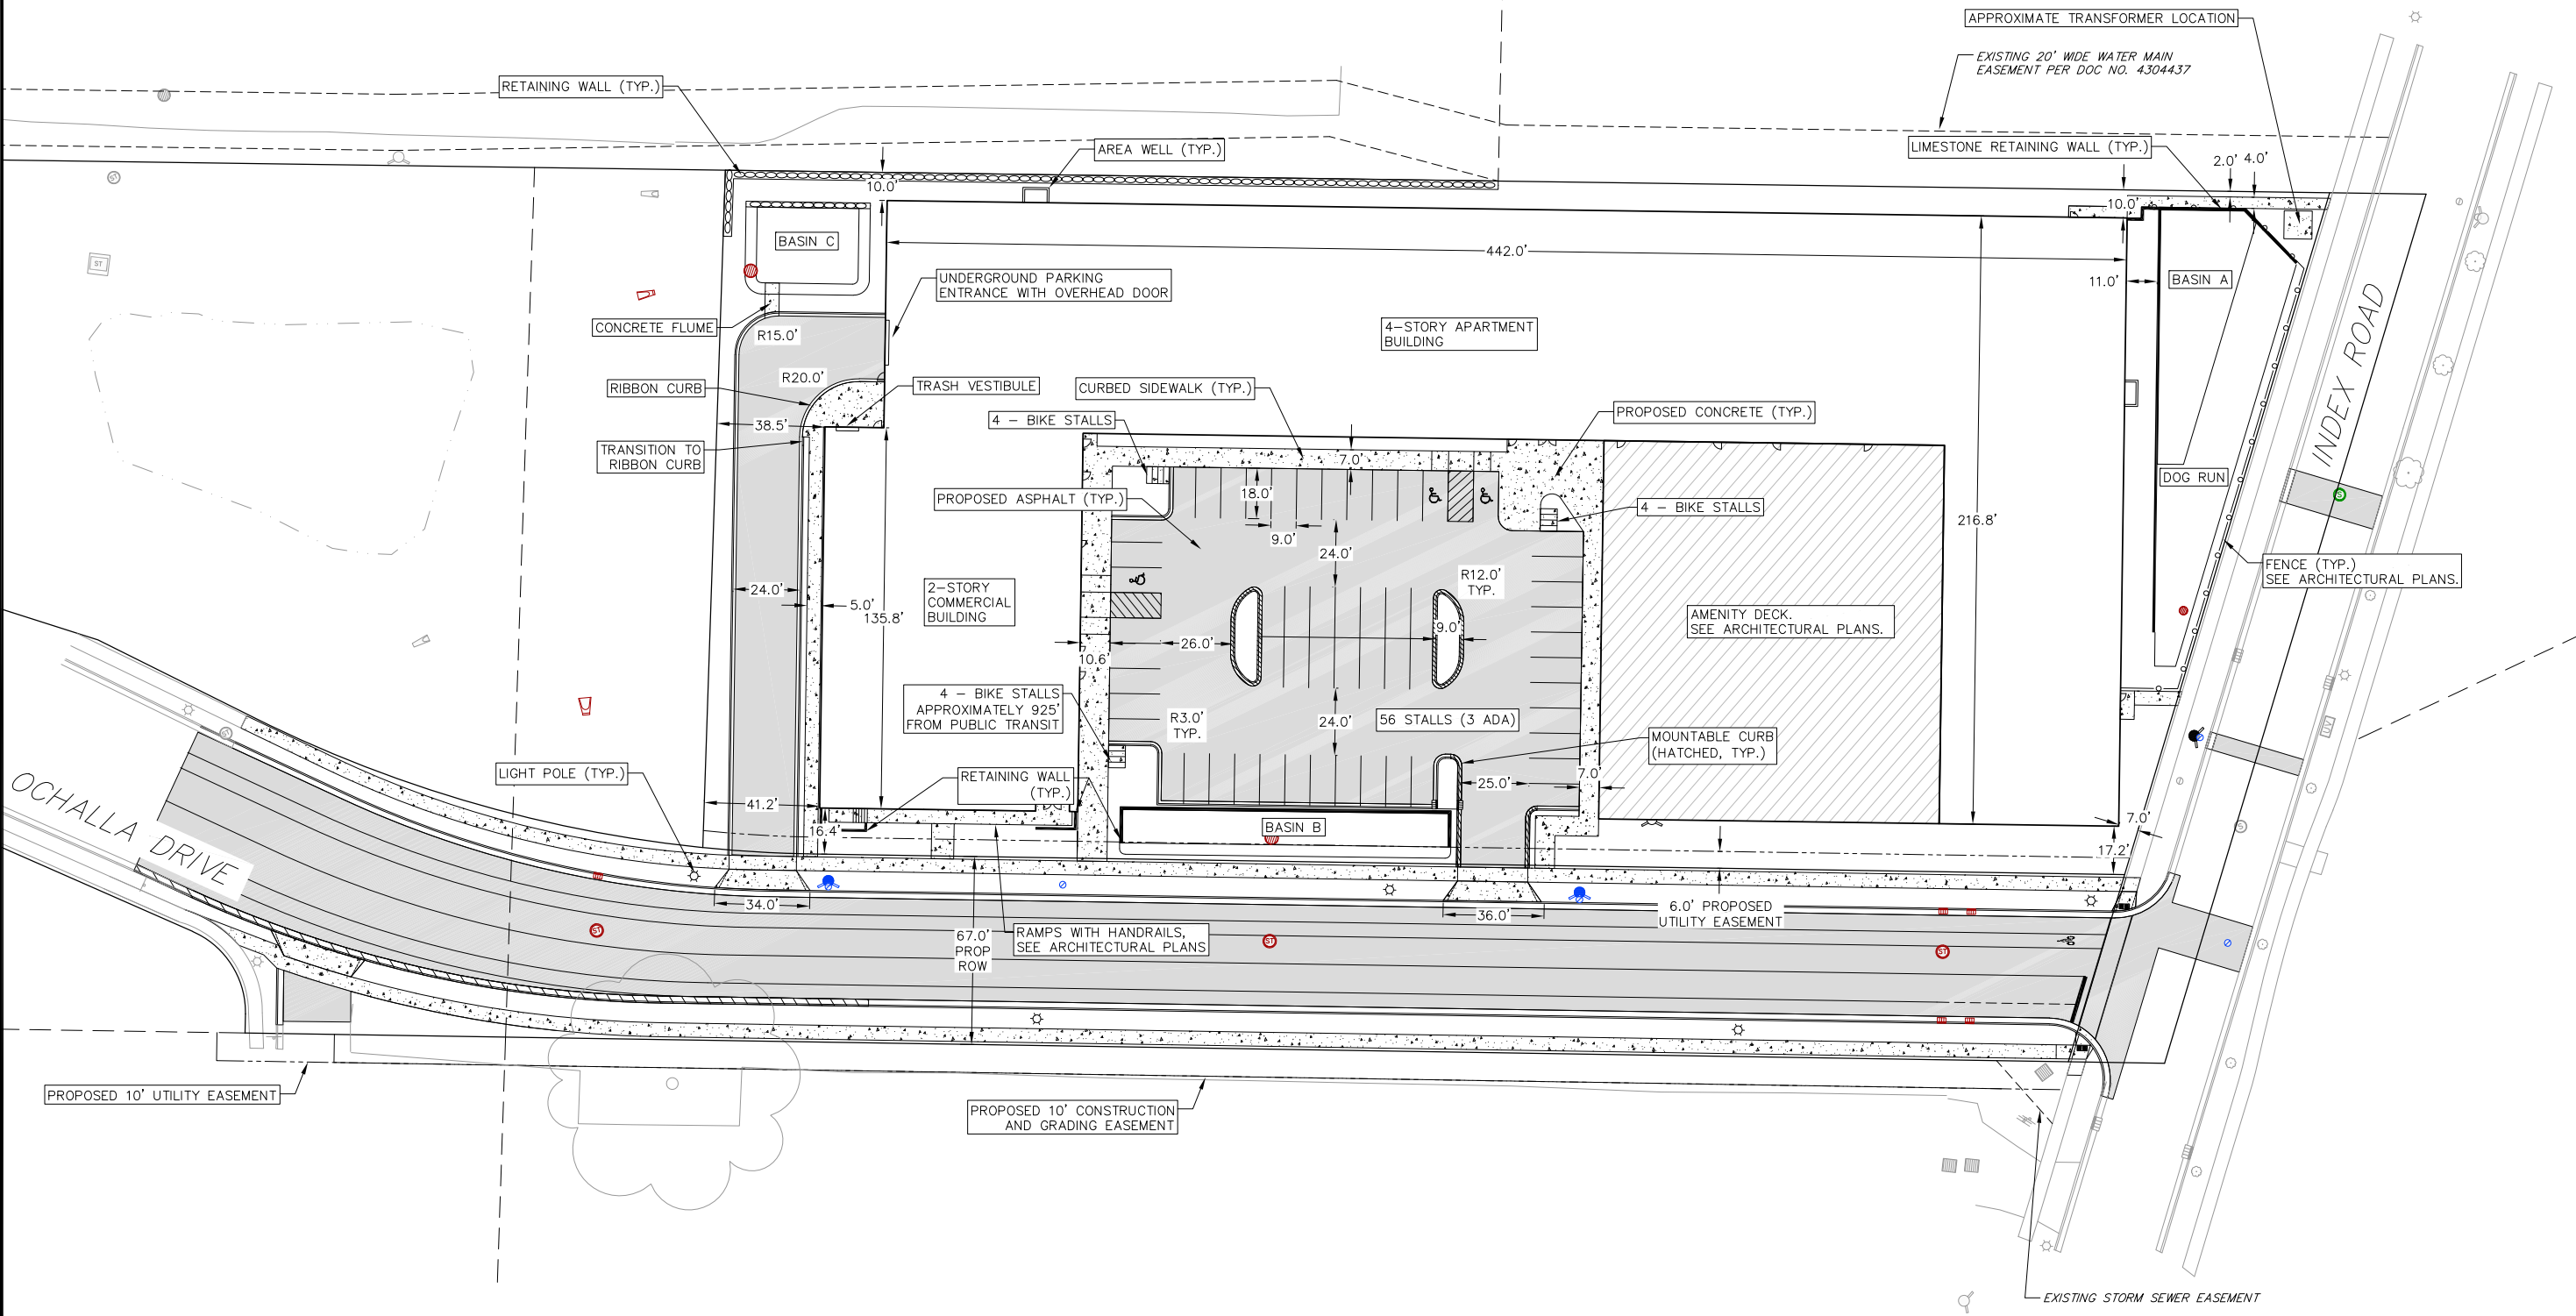 APPROXIMATE TRANSFORMER LOCATION
EXISTING 20' WIDE WATER MAIN
EASEMENT PER DOC NO. 4304437
RETAINING WALL (TYP.)
AREA WELL (TYP.)
LIMESTONE RETAINING WALL (TYP.)
2.0'
4.0'
ST
10.0'
10.0'
BASIN C
442.0'
ST
UNDERGROUND PARKING
ENTRANCE WITH OVERHEAD DOOR
11.0'
BASIN A
CONCRETE FLUME
R15.0'
4-STORY APARTMENT
BUILDING
INDEX ROAD
R20.0'
RIBBON CURB
TRASH VESTIBULE
CURBED SIDEWALK (TYP.)
4 - BIKE STALLS
PROPOSED CONCRETE (TYP.)
38.5'
TRANSITION TO
RIBBON CURB
7.0'
DOG RUN
PROPOSED ASPHALT (TYP.)
18.0'
S
4 - BIKE STALLS
216.8'
9.0'
24.0'
FENCE (TYP.)
SEE ARCHITECTURAL PLANS.
R12.0'
TYP.
24.0'
5.0'
135.8'
2-STORY
COMMERCIAL
BUILDING
AMENITY DECK.
SEE ARCHITECTURAL PLANS.
9.0'
26.0'
10.6'
4 - BIKE STALLS
APPROXIMATELY 925'
FROM PUBLIC TRANSIT
R3.0'
TYP.
24.0'
56 STALLS (3 ADA)
LUV
ST
MOUNTABLE CURB
(HATCHED, TYP.)
LIGHT POLE (TYP.)
RETAINING WALL
(TYP.)
25.0'
7.0'
OCHALLA DRIVE
41.2'
16.4'
BASIN B
7.0'
S
17.2'
34.0'
36.0'
6.0' PROPOSED
UTILITY EASEMENT
ST
67.0'
PROP
ROW
RAMPS WITH HANDRAILS,
SEE ARCHITECTURAL PLANS
ST
ST
PROPOSED 10' UTILITY EASEMENT
PROPOSED 10' CONSTRUCTION
AND GRADING EASEMENT
EXISTING STORM SEWER EASEMENT